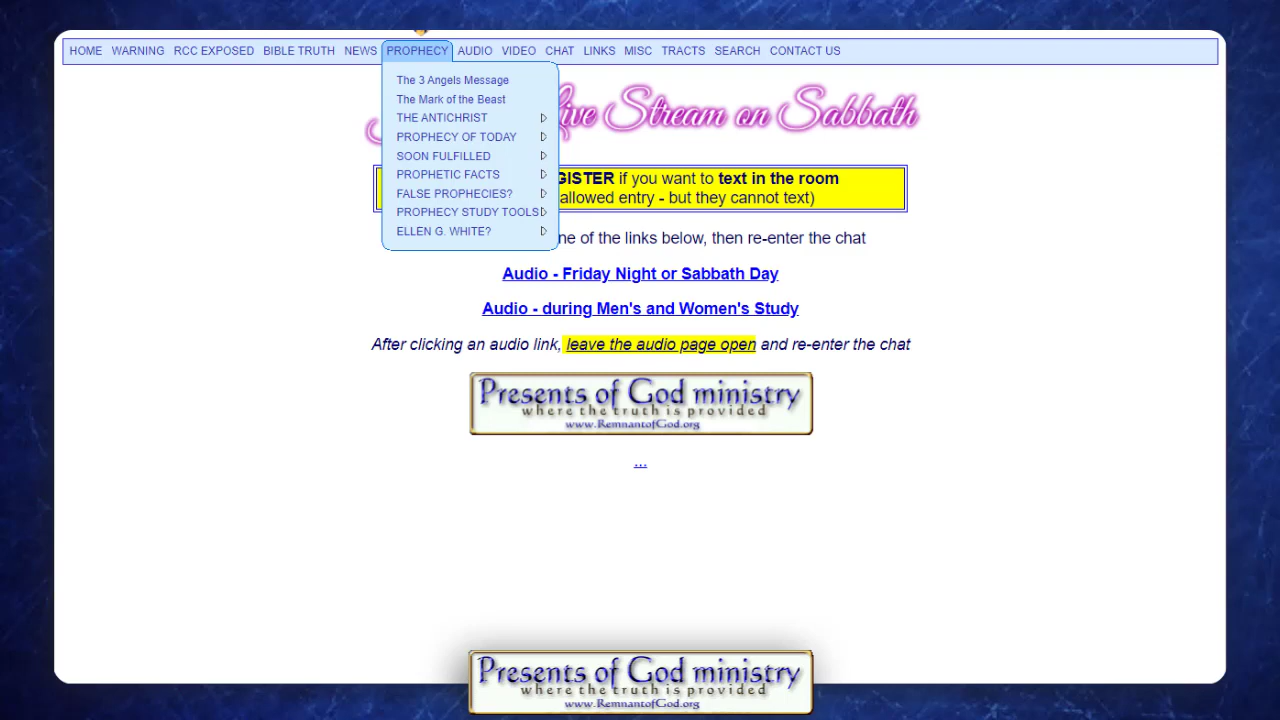 HOME WARNING RCC EXPOSED BIBLE TRUTH NEWS PROPHECY AUDIO VIDEO CHAT LINKS MISC TRACTS SEARCH CONTACT US
The 3 Angels Message
The Mark of the Beast
THE ANTICHRIST
PROPHECY OF TODAY
SOON FULFILLED
PROPHETIC FACTS
FALSE PROPHECIES?
PROPHECY STUDY TOOLS
ELLEN G. WHITE?
Stream on Sabbath
if you want to text in the room
allowed entry - but they cannot text)
of the links below, then re-enter the chat
Audio - Friday Night or Sabbath Day
Audio - during Men's and Women's Study
After clicking an audio link, leave the audio page open and re-enter the chat
Presents of God ministry
where the truth is provided
www.RemnantofGod.org
...
Presents of God ministry
where the truth is provided
www.RemnantofGod.org